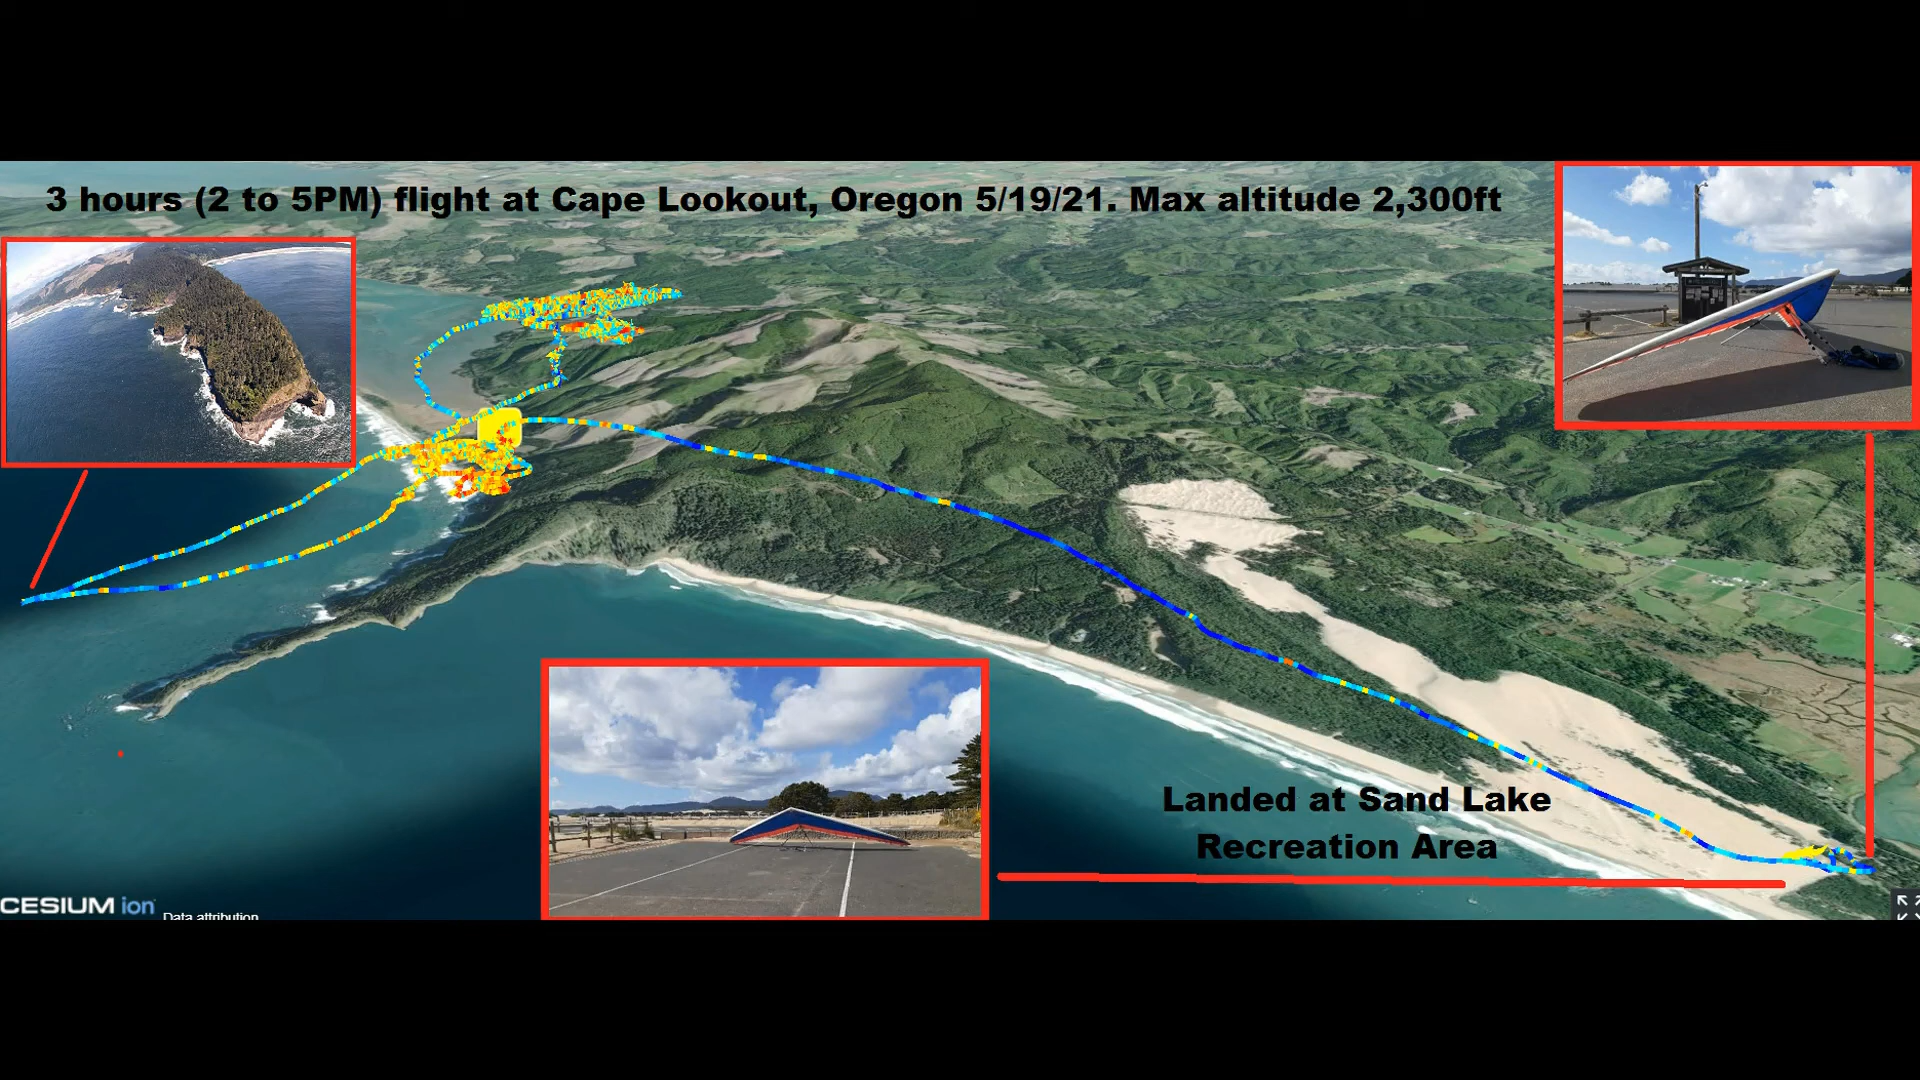 3 hours (2 to 5PM) flight at Cape Lookout, Oregon 5/19/21. Max altitude 2,300ft
Landed at Sand Lake
Recreation Area
CESIUM ion
Data attribution